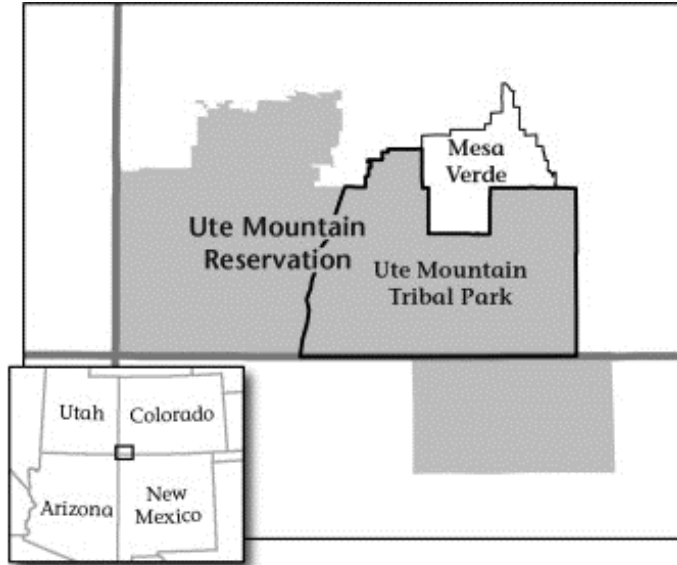 Mesa
Verde
Ute Mountain
Reservation
Ute Mountain
Tribal Park
Utah
Colorado
Arizona
New
Mexico